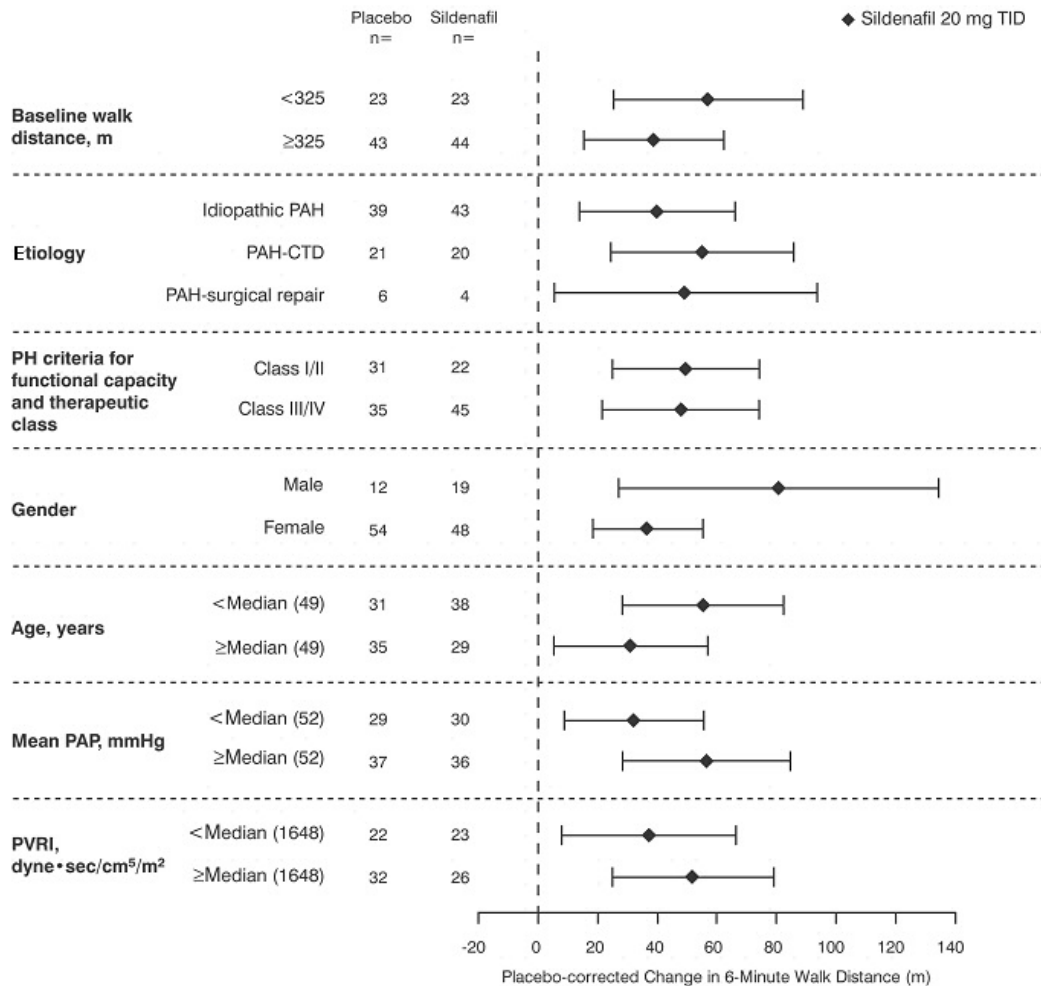 Placebo Sildenafil
n= n=
◆ Sildenafil 20 mg TID
Baseline walk
distance, m
<325 23 23
≥325 43 44
Etiology
Idiopathic PAH 39 43
PAH-CTD 21 20
PAH-surgical repair 6 4
PH criteria for
functional capacity
and therapeutic
class
Class I/II 31 22
Class III/IV 35 45
Gender
Male 12 19
Female 54 48
Age, years
<Median (49) 31 38
≥Median (49) 35 29
Mean PAP, mmHg
<Median (52) 29 30
≥Median (52) 37 36
PVRI,
dyne•sec/cm⁵/m²
<Median (1648) 22 23
≥Median (1648) 32 26
-20 0 20 40 60 80 100 120 140
Placebo-corrected Change in 6-Minute Walk Distance (m)